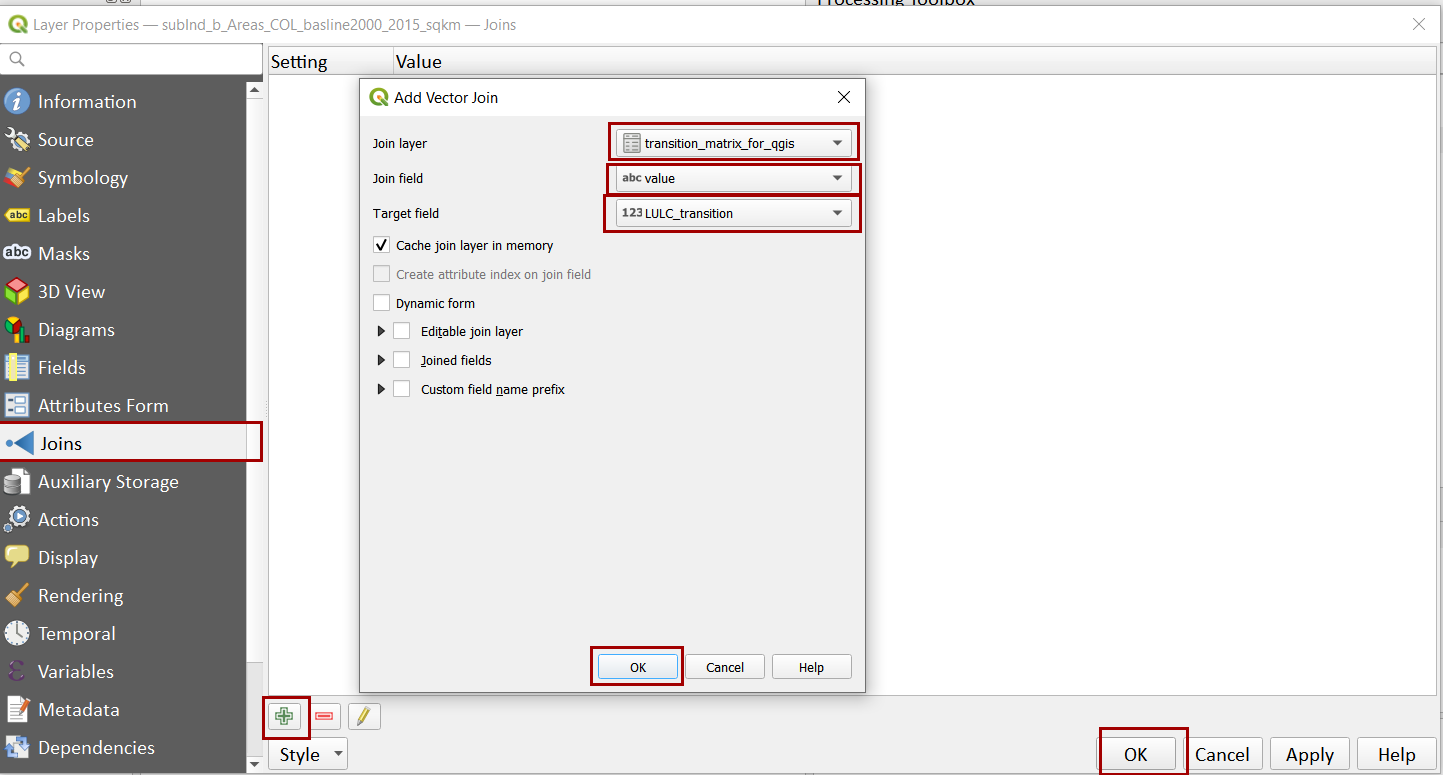 Processing Toolbox
Layer Properties — subInd_b_Areas_COL_basline2000_2015_sqkm — Joins
Setting Value
Information
Source
Symbology
abc Labels
abc Masks
3D View
Diagrams
Fields
Attributes Form
Joins
Auxiliary Storage
Actions
Display
Rendering
Temporal
Variables
Metadata
Dependencies
Add Vector Join
Join layer transition_matrix_for_qgis
Join field abc value
Target field 123 LULC_transition
Cache join layer in memory
Create attribute index on join field
Dynamic form
Editable join layer
Joined fields
Custom field name prefix
OK Cancel Help
Style OK Cancel Apply Help